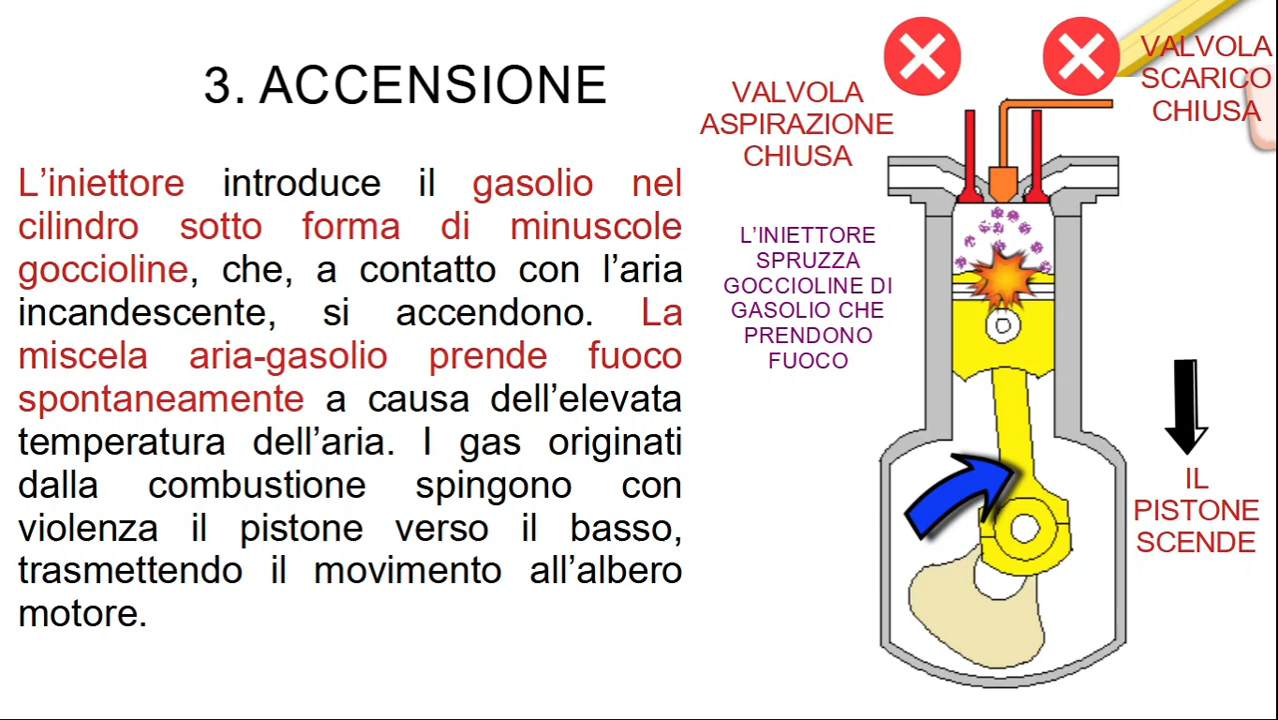 3. ACCENSIONE
L’iniettore introduce il gasolio nel
cilindro sotto forma di minuscole
goccioline, che, a contatto con l’aria
incandescente, si accendono. La
miscela aria-gasolio prende fuoco
spontaneamente a causa dell’elevata
temperatura dell’aria. I gas originati
dalla combustione spingono con
violenza il pistone verso il basso,
trasmettendo il movimento all’albero
motore.
VALVOLA
ASPIRAZIONE
CHIUSA
VALVOLA
SCARICO
CHIUSA
L’INIETTORE
SPRUZZA
GOCCIOLINE DI
GASOLIO CHE
PRENDONO
FUOCO
IL
PISTONE
SCENDE